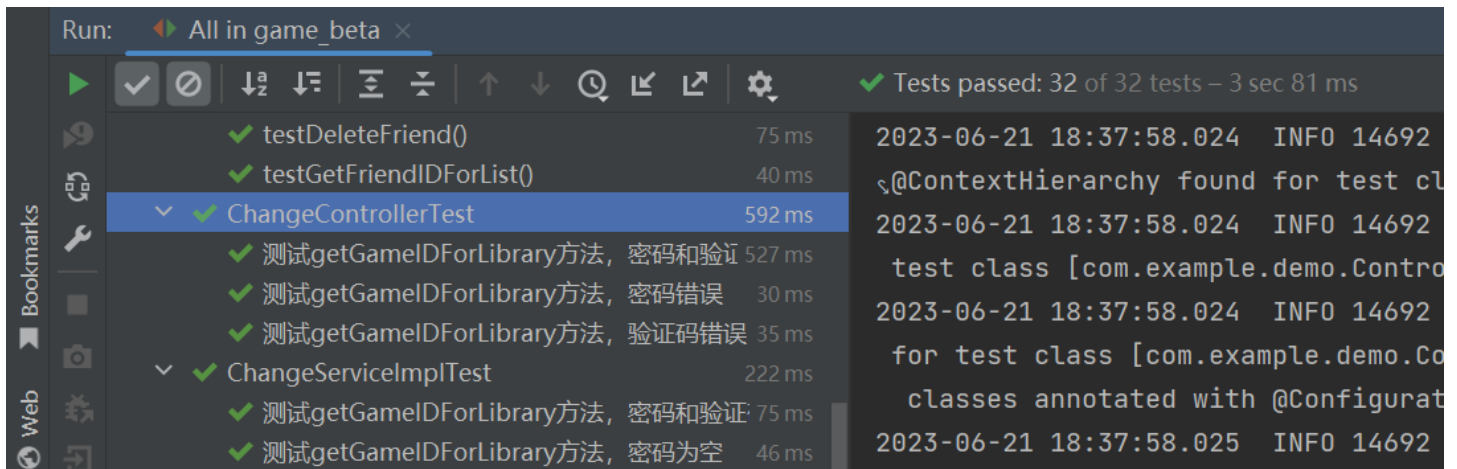 Run: All in game_beta
Tests passed: 32 of 32 tests – 3 sec 81 ms
testDeleteFriend() 75 ms
testGetFriendIDForList() 40 ms
ChangeControllerTest 592 ms
测试getGameIDForLibrary方法，密码和验证 527 ms
测试getGameIDForLibrary方法，密码错误 30 ms
测试getGameIDForLibrary方法，验证码错误 35 ms
ChangeServiceImplTest 222 ms
测试getGameIDForLibrary方法，密码和验证 75 ms
测试getGameIDForLibrary方法，密码为空 46 ms
2023-06-21 18:37:58.024 INFO 14692
@ContextHierarchy found for test cl
2023-06-21 18:37:58.024 INFO 14692
test class [com.example.demo.Contro
2023-06-21 18:37:58.024 INFO 14692
for test class [com.example.demo.Co
classes annotated with @Configurat
2023-06-21 18:37:58.025 INFO 14692
Bookmarks
Web